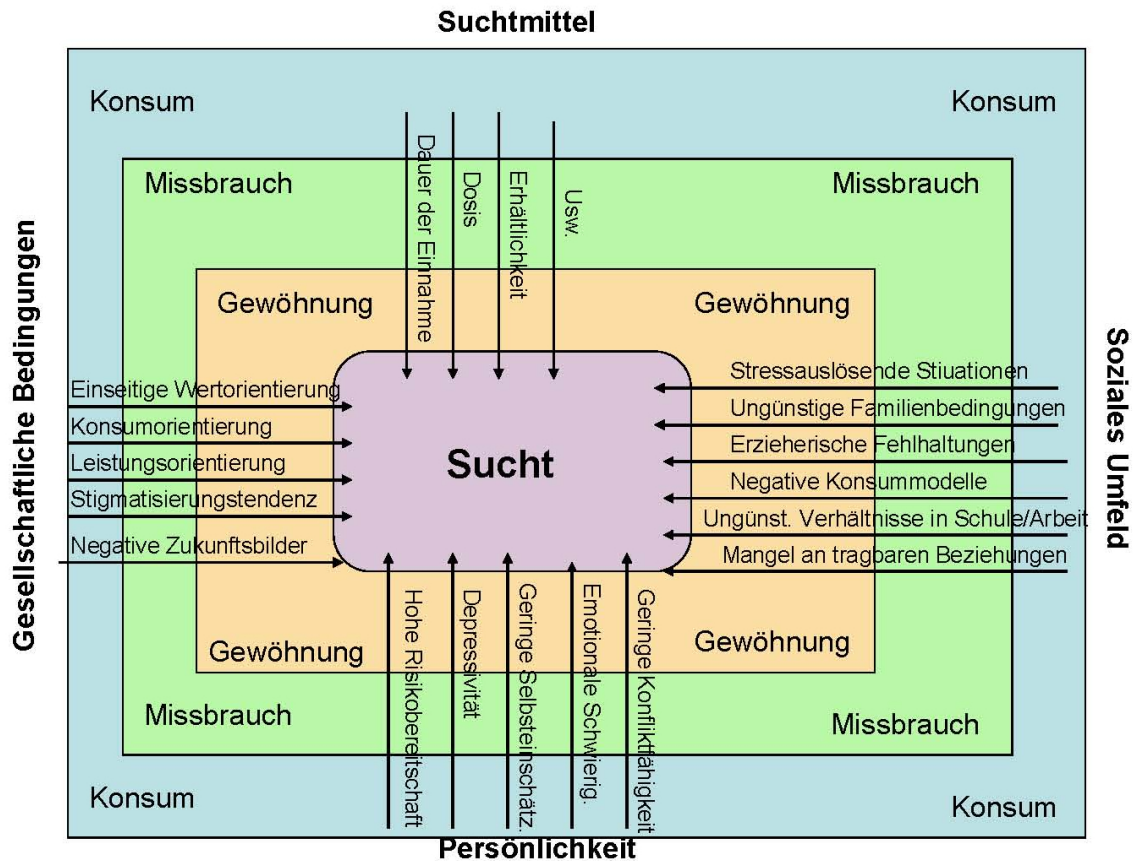 Suchtmittel
Konsum
Konsum
Missbrauch
Missbrauch
Gewöhnung
Gewöhnung
Dauer der Einnahme
Dosis
Erhältlichkeit
Usw.
Gesellschaftliche Bedingungen
Einseitige Wertorientierung
Konsumorientierung
Leistungsorientierung
Stigmatisierungstendenz
Negative Zukunftsbilder
Sucht
Stressauslösende Stiuationen
Ungünstige Familienbedingungen
Erzieherische Fehlhaltungen
Negative Konsummodelle
Ungünst. Verhältnisse in Schule/Arbeit
Mangel an tragbaren Beziehungen
Soziales Umfeld
Hohe Risikobereitschaft
Depressivität
Geringe Selbsteinschätz.
Emotionale Schwierig.
Geringe Konfliktfähigkeit
Gewöhnung
Gewöhnung
Missbrauch
Missbrauch
Konsum
Konsum
Persönlichkeit